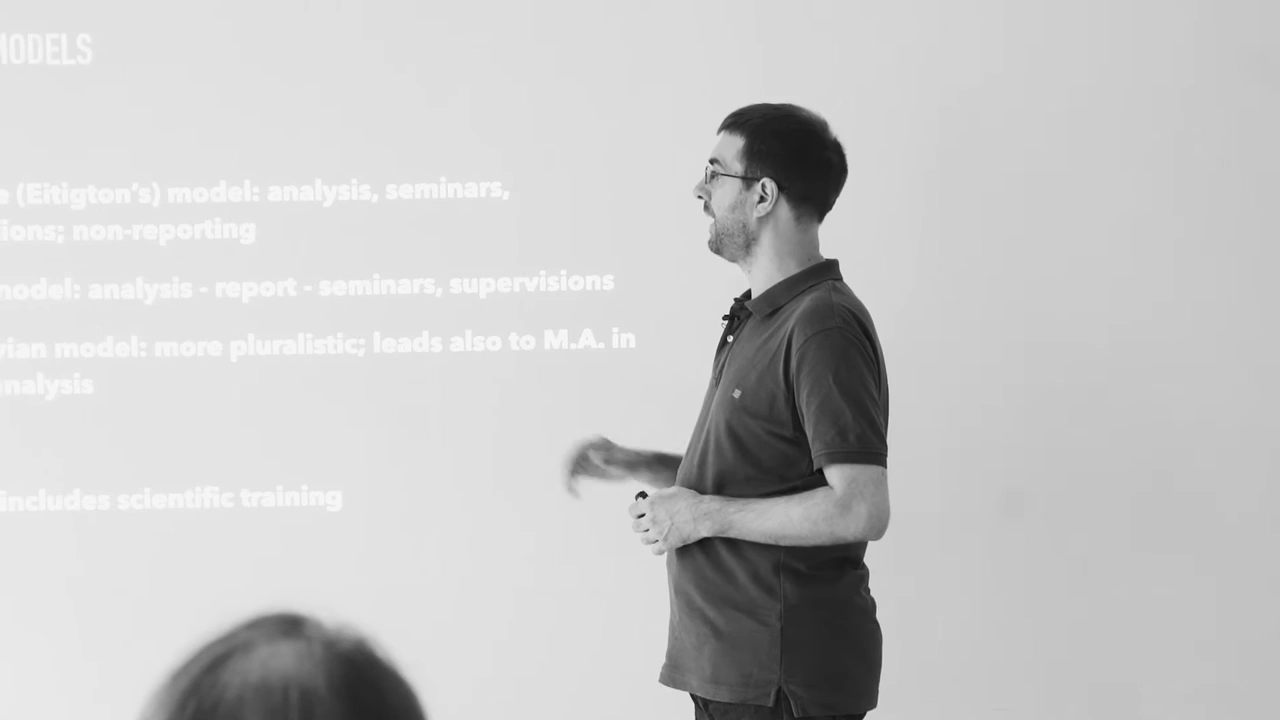 MODELS
e (Eitigton's) model: analysis, seminars,
ions; non-reporting
model: analysis - report - seminars, supervisions
vian model: more pluralistic; leads also to M.A. in
analysis
includes scientific training